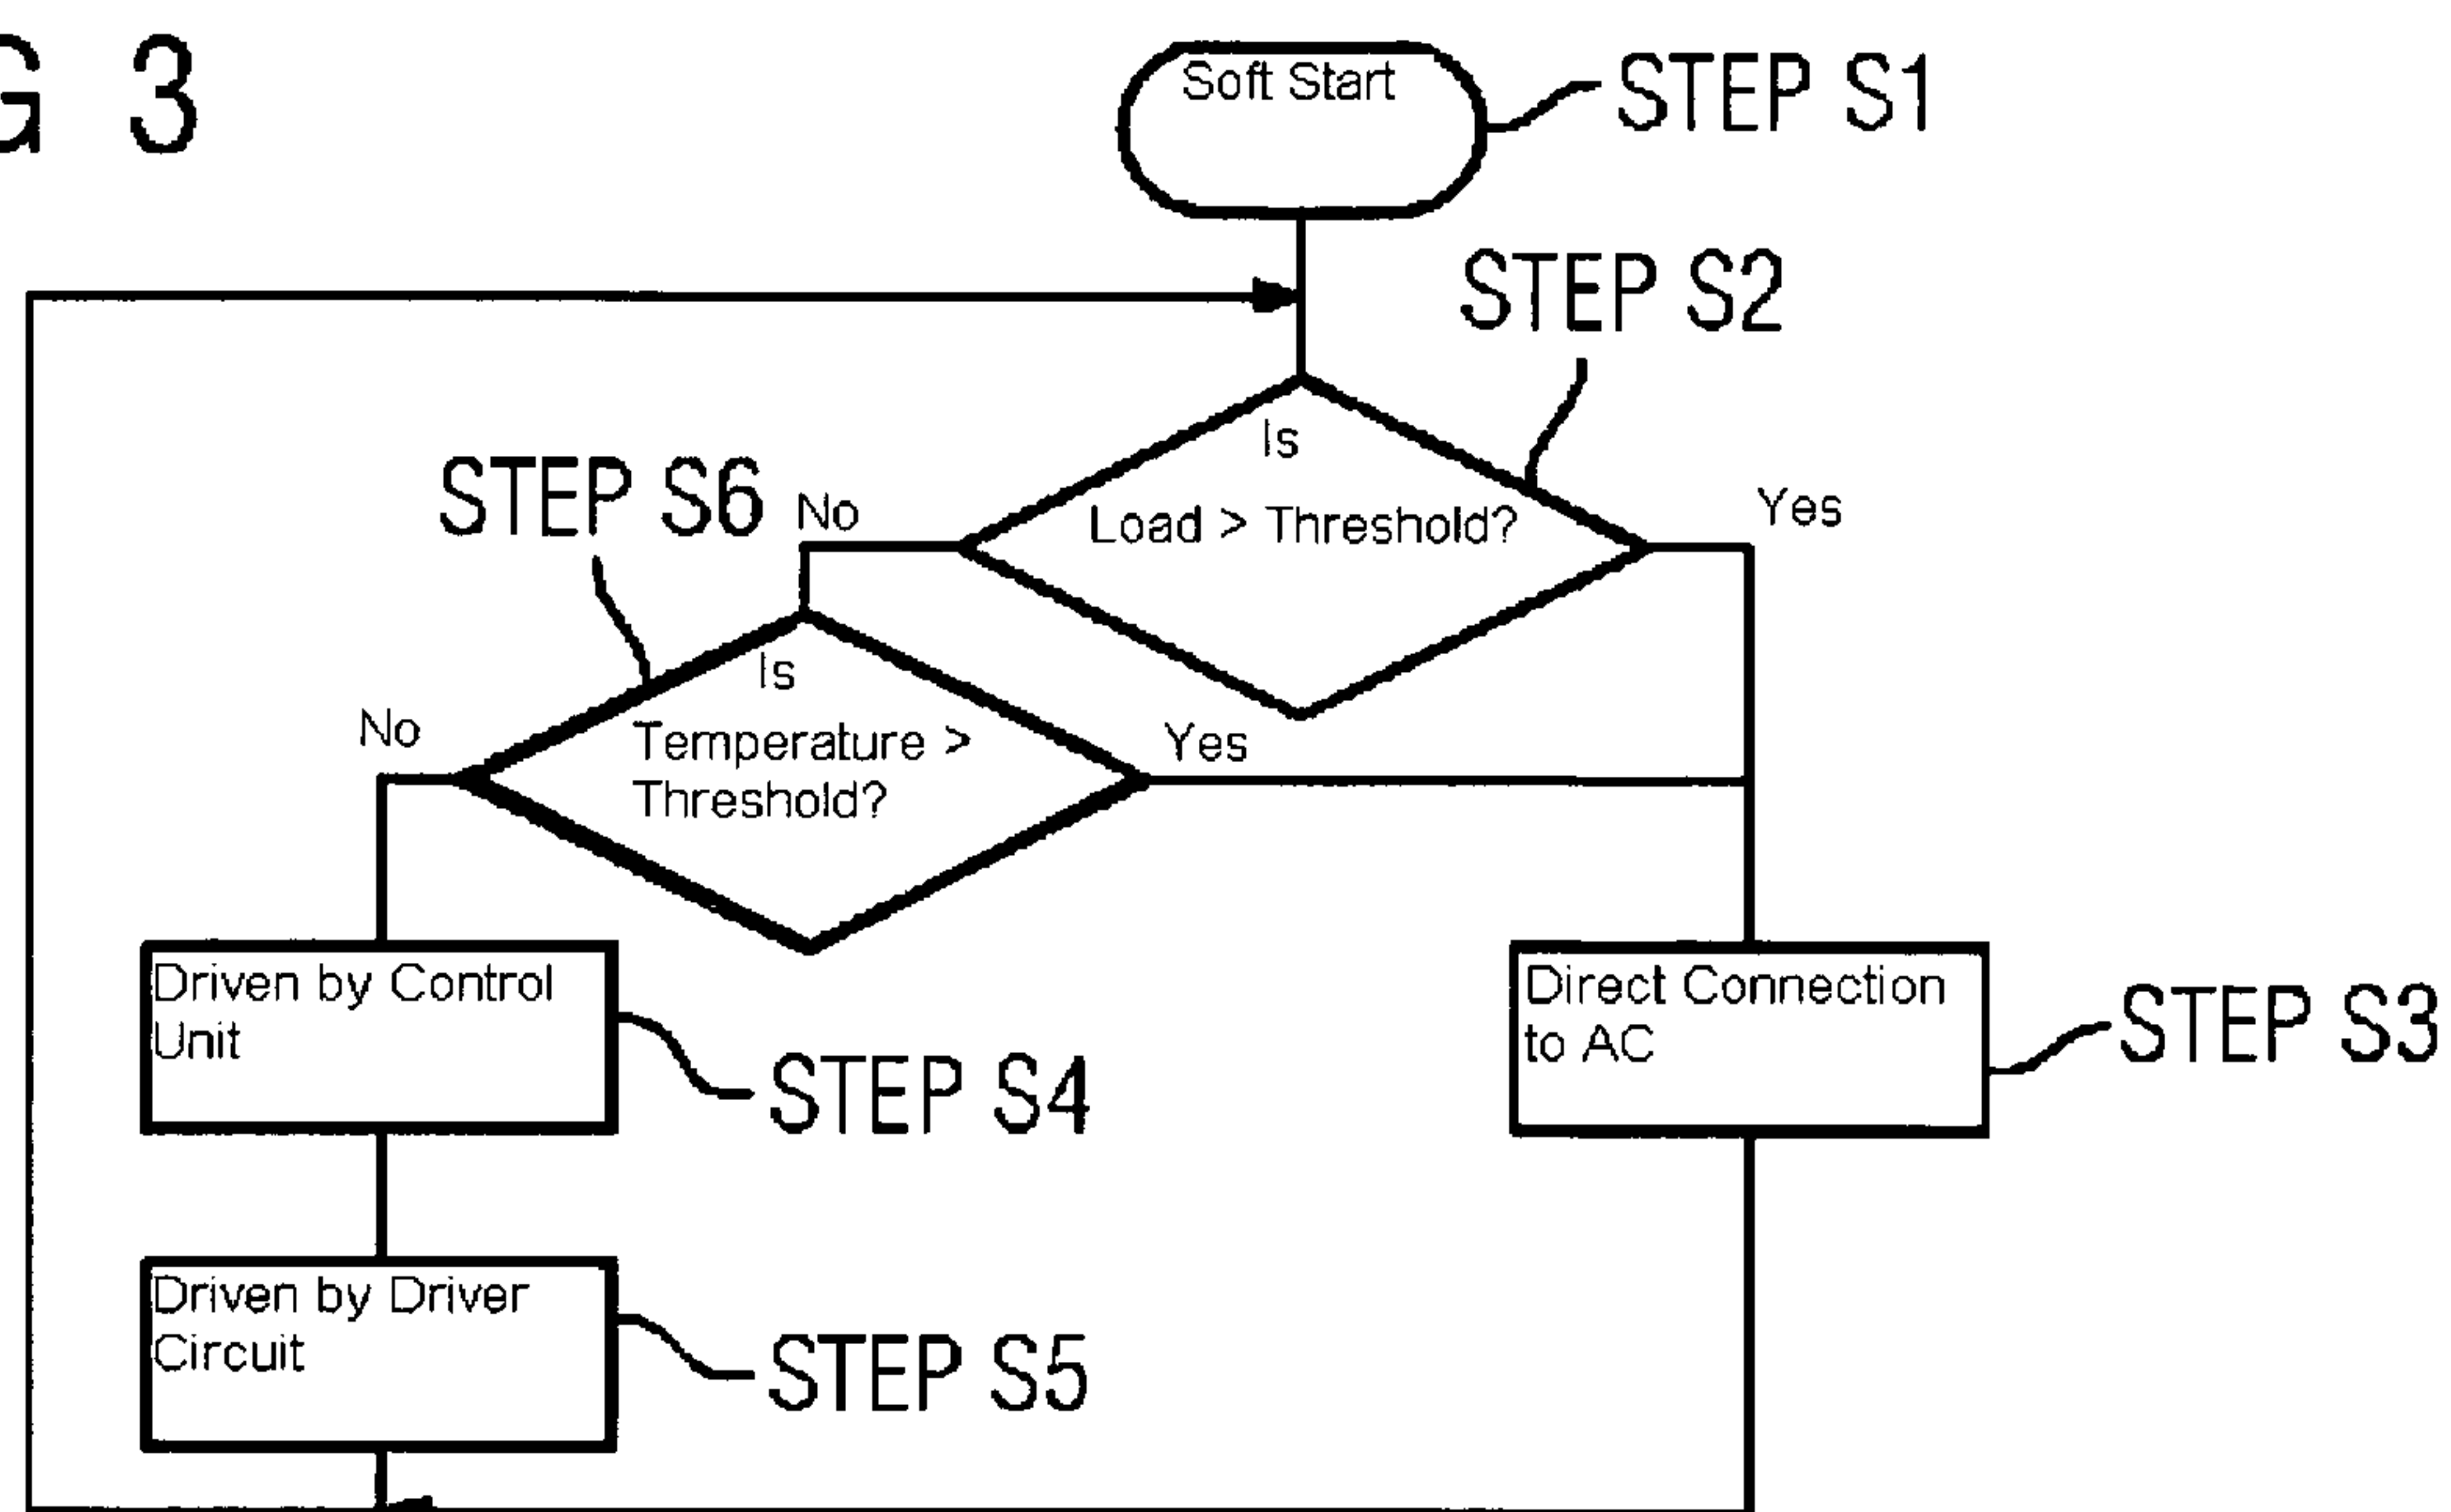 G 3
Soft Start
STEP S1
STEP S2
Is
Load > Threshold?
Yes
No
STEP S6
Is
Temperature >
Threshold?
No
Yes
Driven by Control
Unit
STEP S4
Direct Connection
to AC
STEP S3
Driven by Driver
Circuit
STEP S5